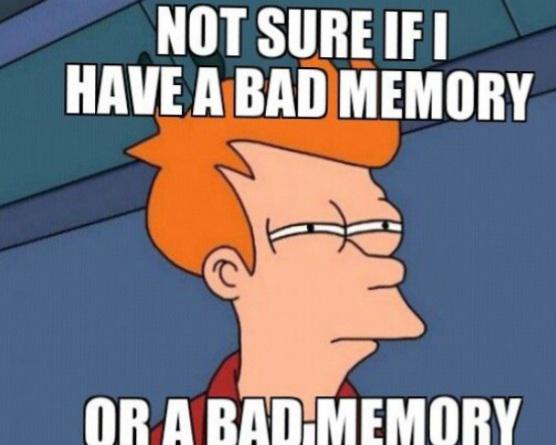 NOT SURE IF I
HAVE A BAD MEMORY
OR A BAD MEMORY